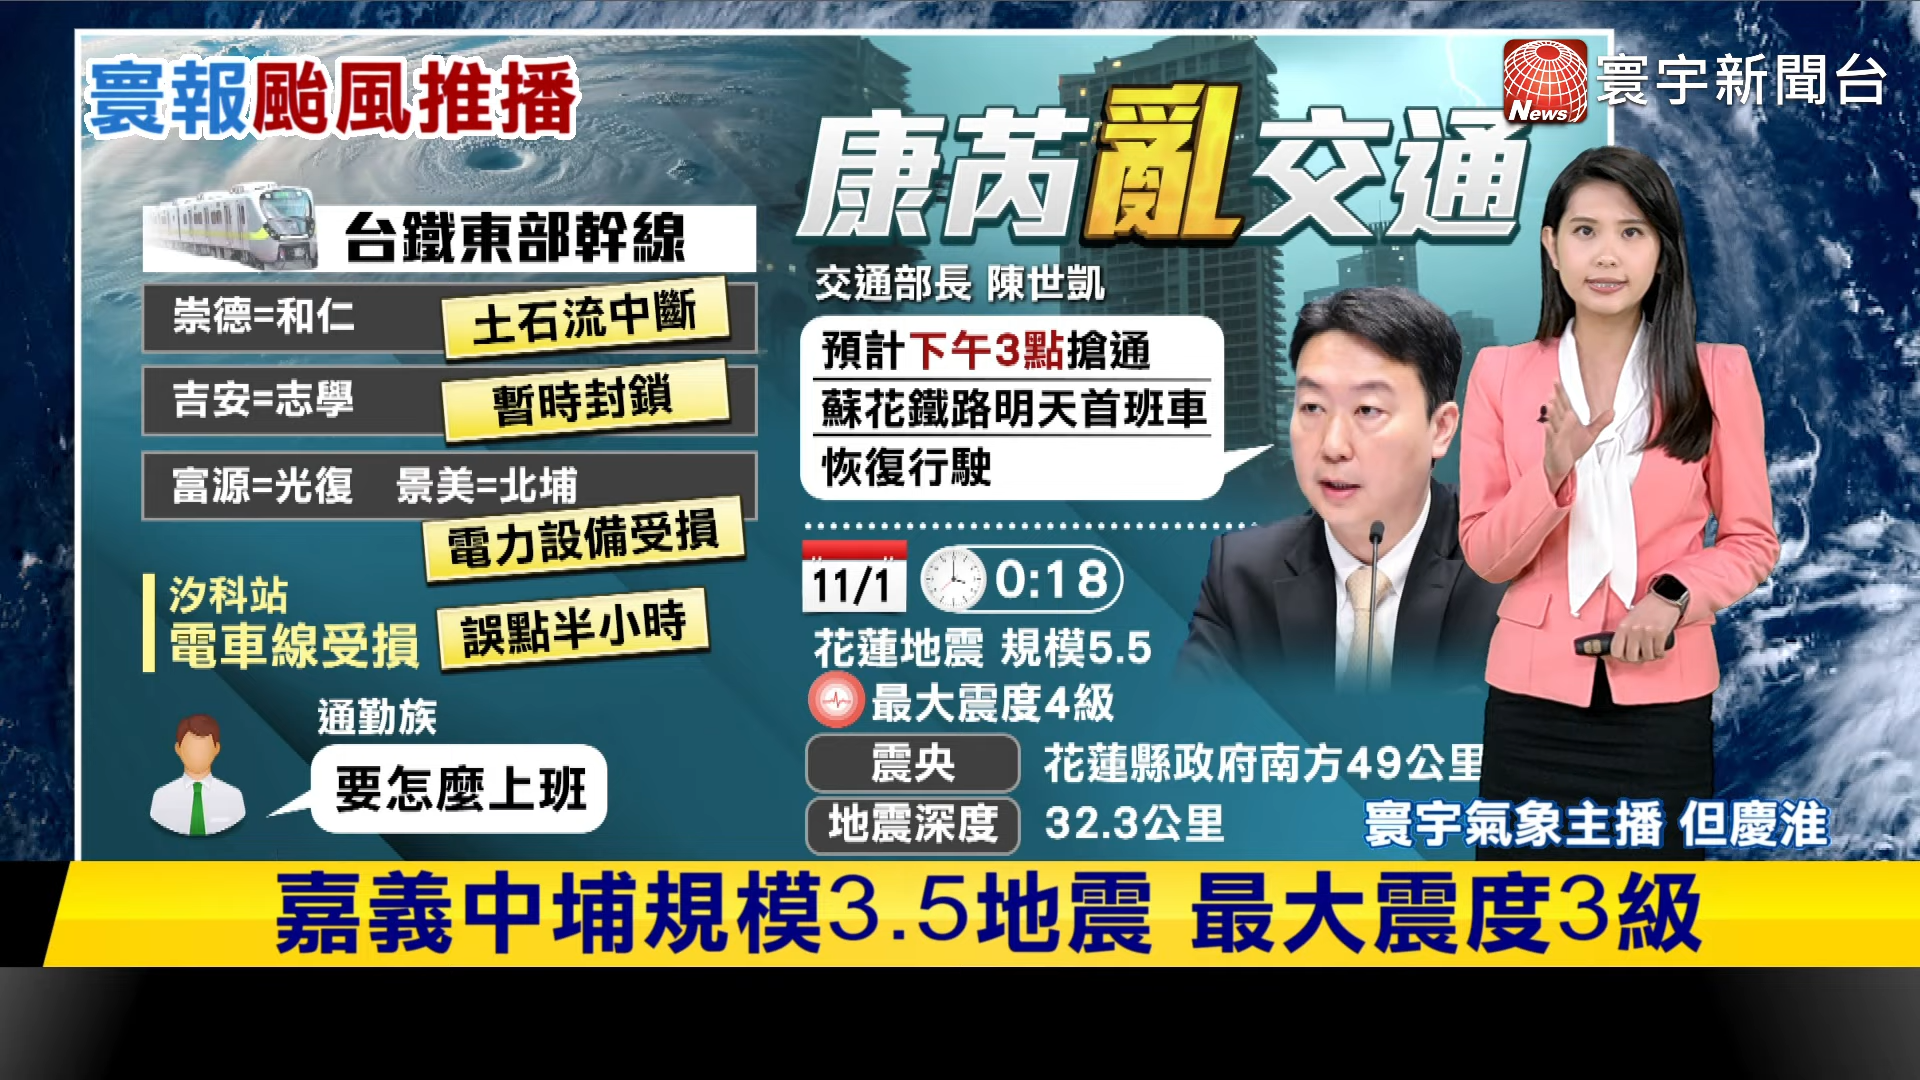 寰報颱風推播
News
寰宇新聞台
康芮亂交通
台鐵東部幹線
崇德=和仁
土石流中斷
吉安=志學
暫時封鎖
富源=光復 景美=北埔
電力設備受損
汐科站
電車線受損
誤點半小時
通勤族
要怎麼上班
交通部長 陳世凱
預計下午3點搶通
蘇花鐵路明天首班車
恢復行駛
11/1
0:18
花蓮地震 規模5.5
最大震度4級
震央
花蓮縣政府南方49公里
地震深度
32.3公里
寰宇氣象主播 但慶淮
嘉義中埔規模3.5地震 最大震度3級